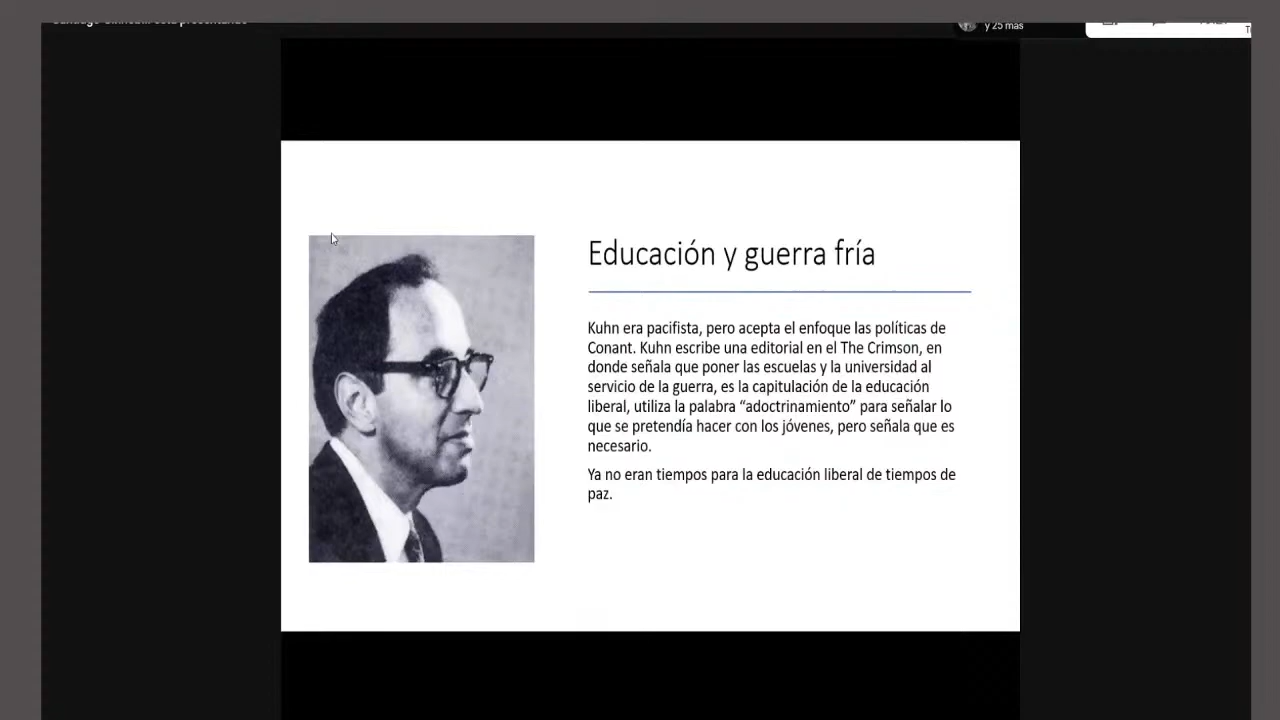 y 25 más
Educación y guerra fría
Kuhn era pacifista, pero acepta el enfoque las políticas de
Conant. Kuhn escribe una editorial en el The Crimson, en
donde señala que poner las escuelas y la universidad al
servicio de la guerra, es la capitulación de la educación
liberal, utiliza la palabra “adoctrinamiento” para señalar lo
que se pretendía hacer con los jóvenes, pero señala que es
necesario.
Ya no eran tiempos para la educación liberal de tiempos de
paz.